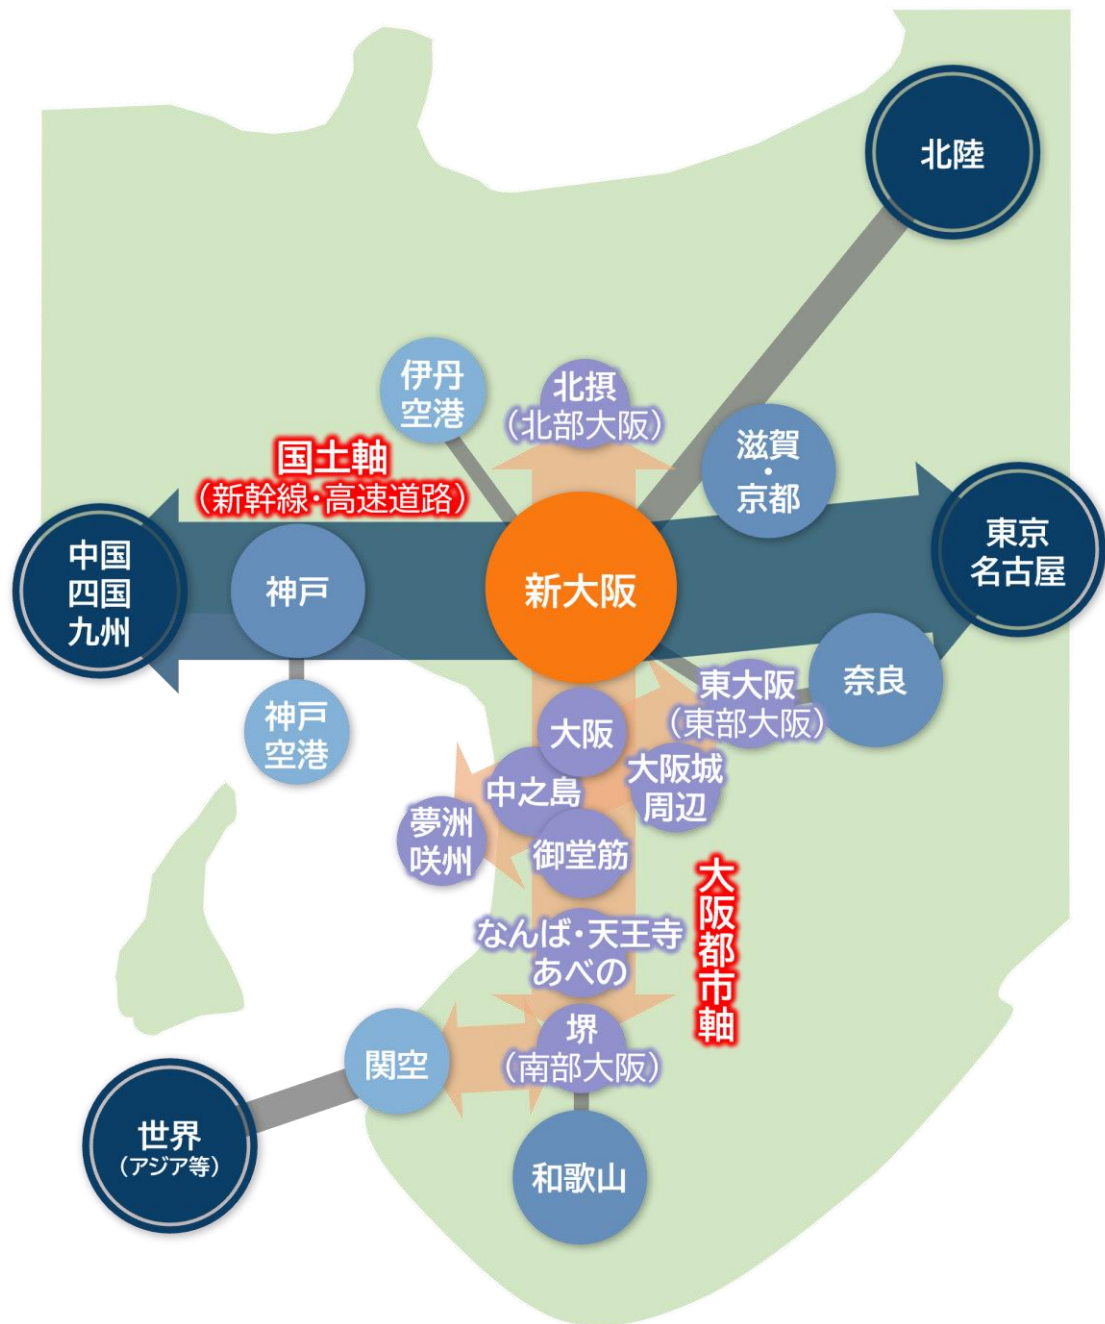 北陸
伊丹
空港
北摂
（北部大阪）
滋賀
・
京都
国土軸
（新幹線・高速道路）
中国
四国
九州
神戸
新大阪
東京
名古屋
神戸
空港
大阪
東大阪
（東部大阪）
奈良
中之島
大阪城
周辺
夢洲
咲州
御堂筋
大阪都市軸
なんば・天王寺
あべの
堺
（南部大阪）
関空
世界
（アジア等）
和歌山